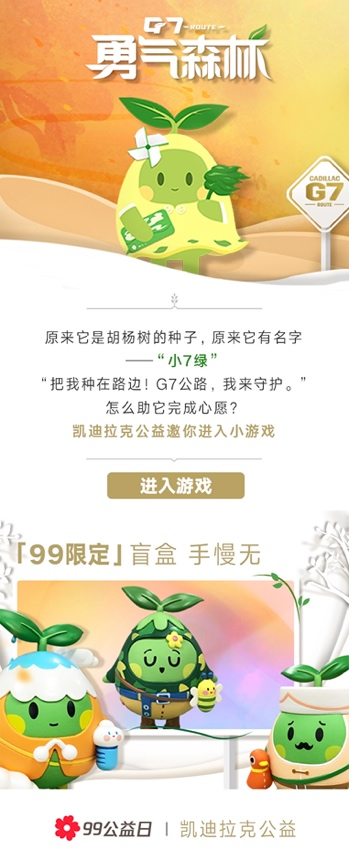 G7-ROUTE-
勇气森林
CADILLAC
G7
ROUTE
原来它是胡杨树的种子，原来它有名字
——“小7绿”
“把我种在路边！G7公路，我来守护。”
怎么助它完成心愿？
凯迪拉克公益邀你进入小游戏
进入游戏
「99限定」盲盒 手慢无
99公益日 | 凯迪拉克公益